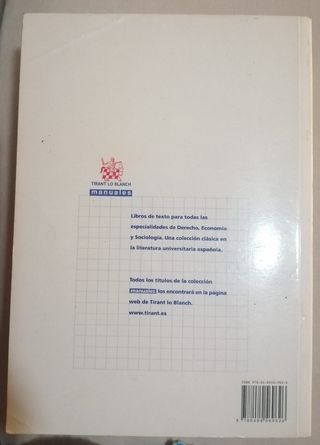 TIRANT LO BLANCH
manuales
Libros de texto para todas las
especialidades de Derecho, Economía
y Sociología. Una colección clásica en
la literatura universitaria española.
Todos los títulos de la colección
manuales los encontrará en la página
web de Tirant lo Blanch.
www.tirant.es